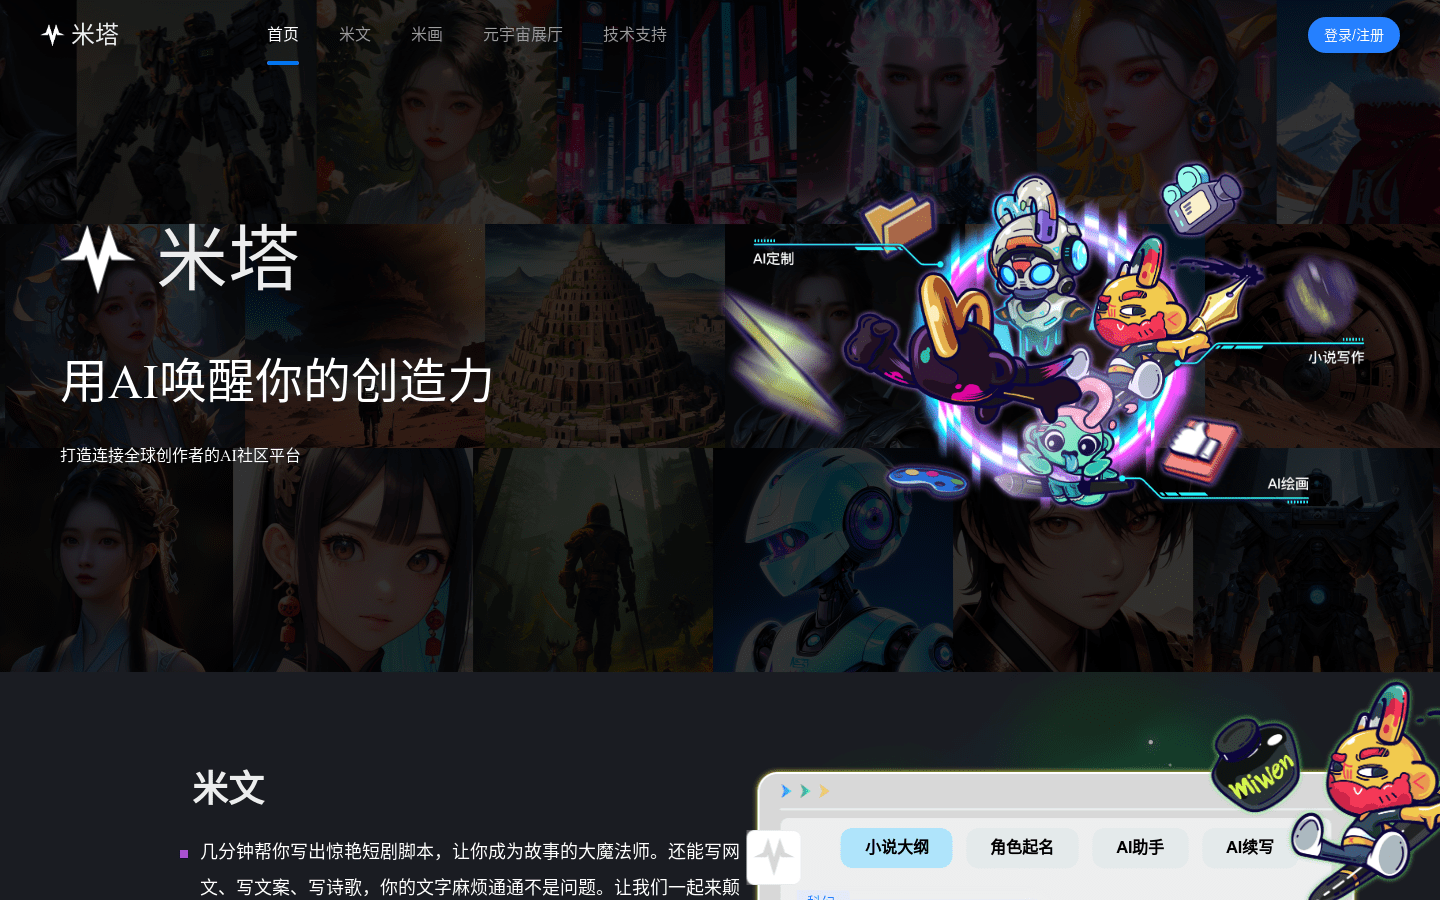 米塔
首页 米文 米画 元宇宙展厅 技术支持
登录/注册
米塔
用AI唤醒你的创造力
打造连接全球创作者的AI社区平台
AI定制
小说写作
AI绘画
米文
几分钟帮你写出惊艳短剧脚本，让你成为故事的大魔法师。还能写网
文、写文案、写诗歌，你的文字麻烦通通不是问题。让我们一起来颠
Miwen
小说大纲 角色起名 AI助手 AI续写
科幻